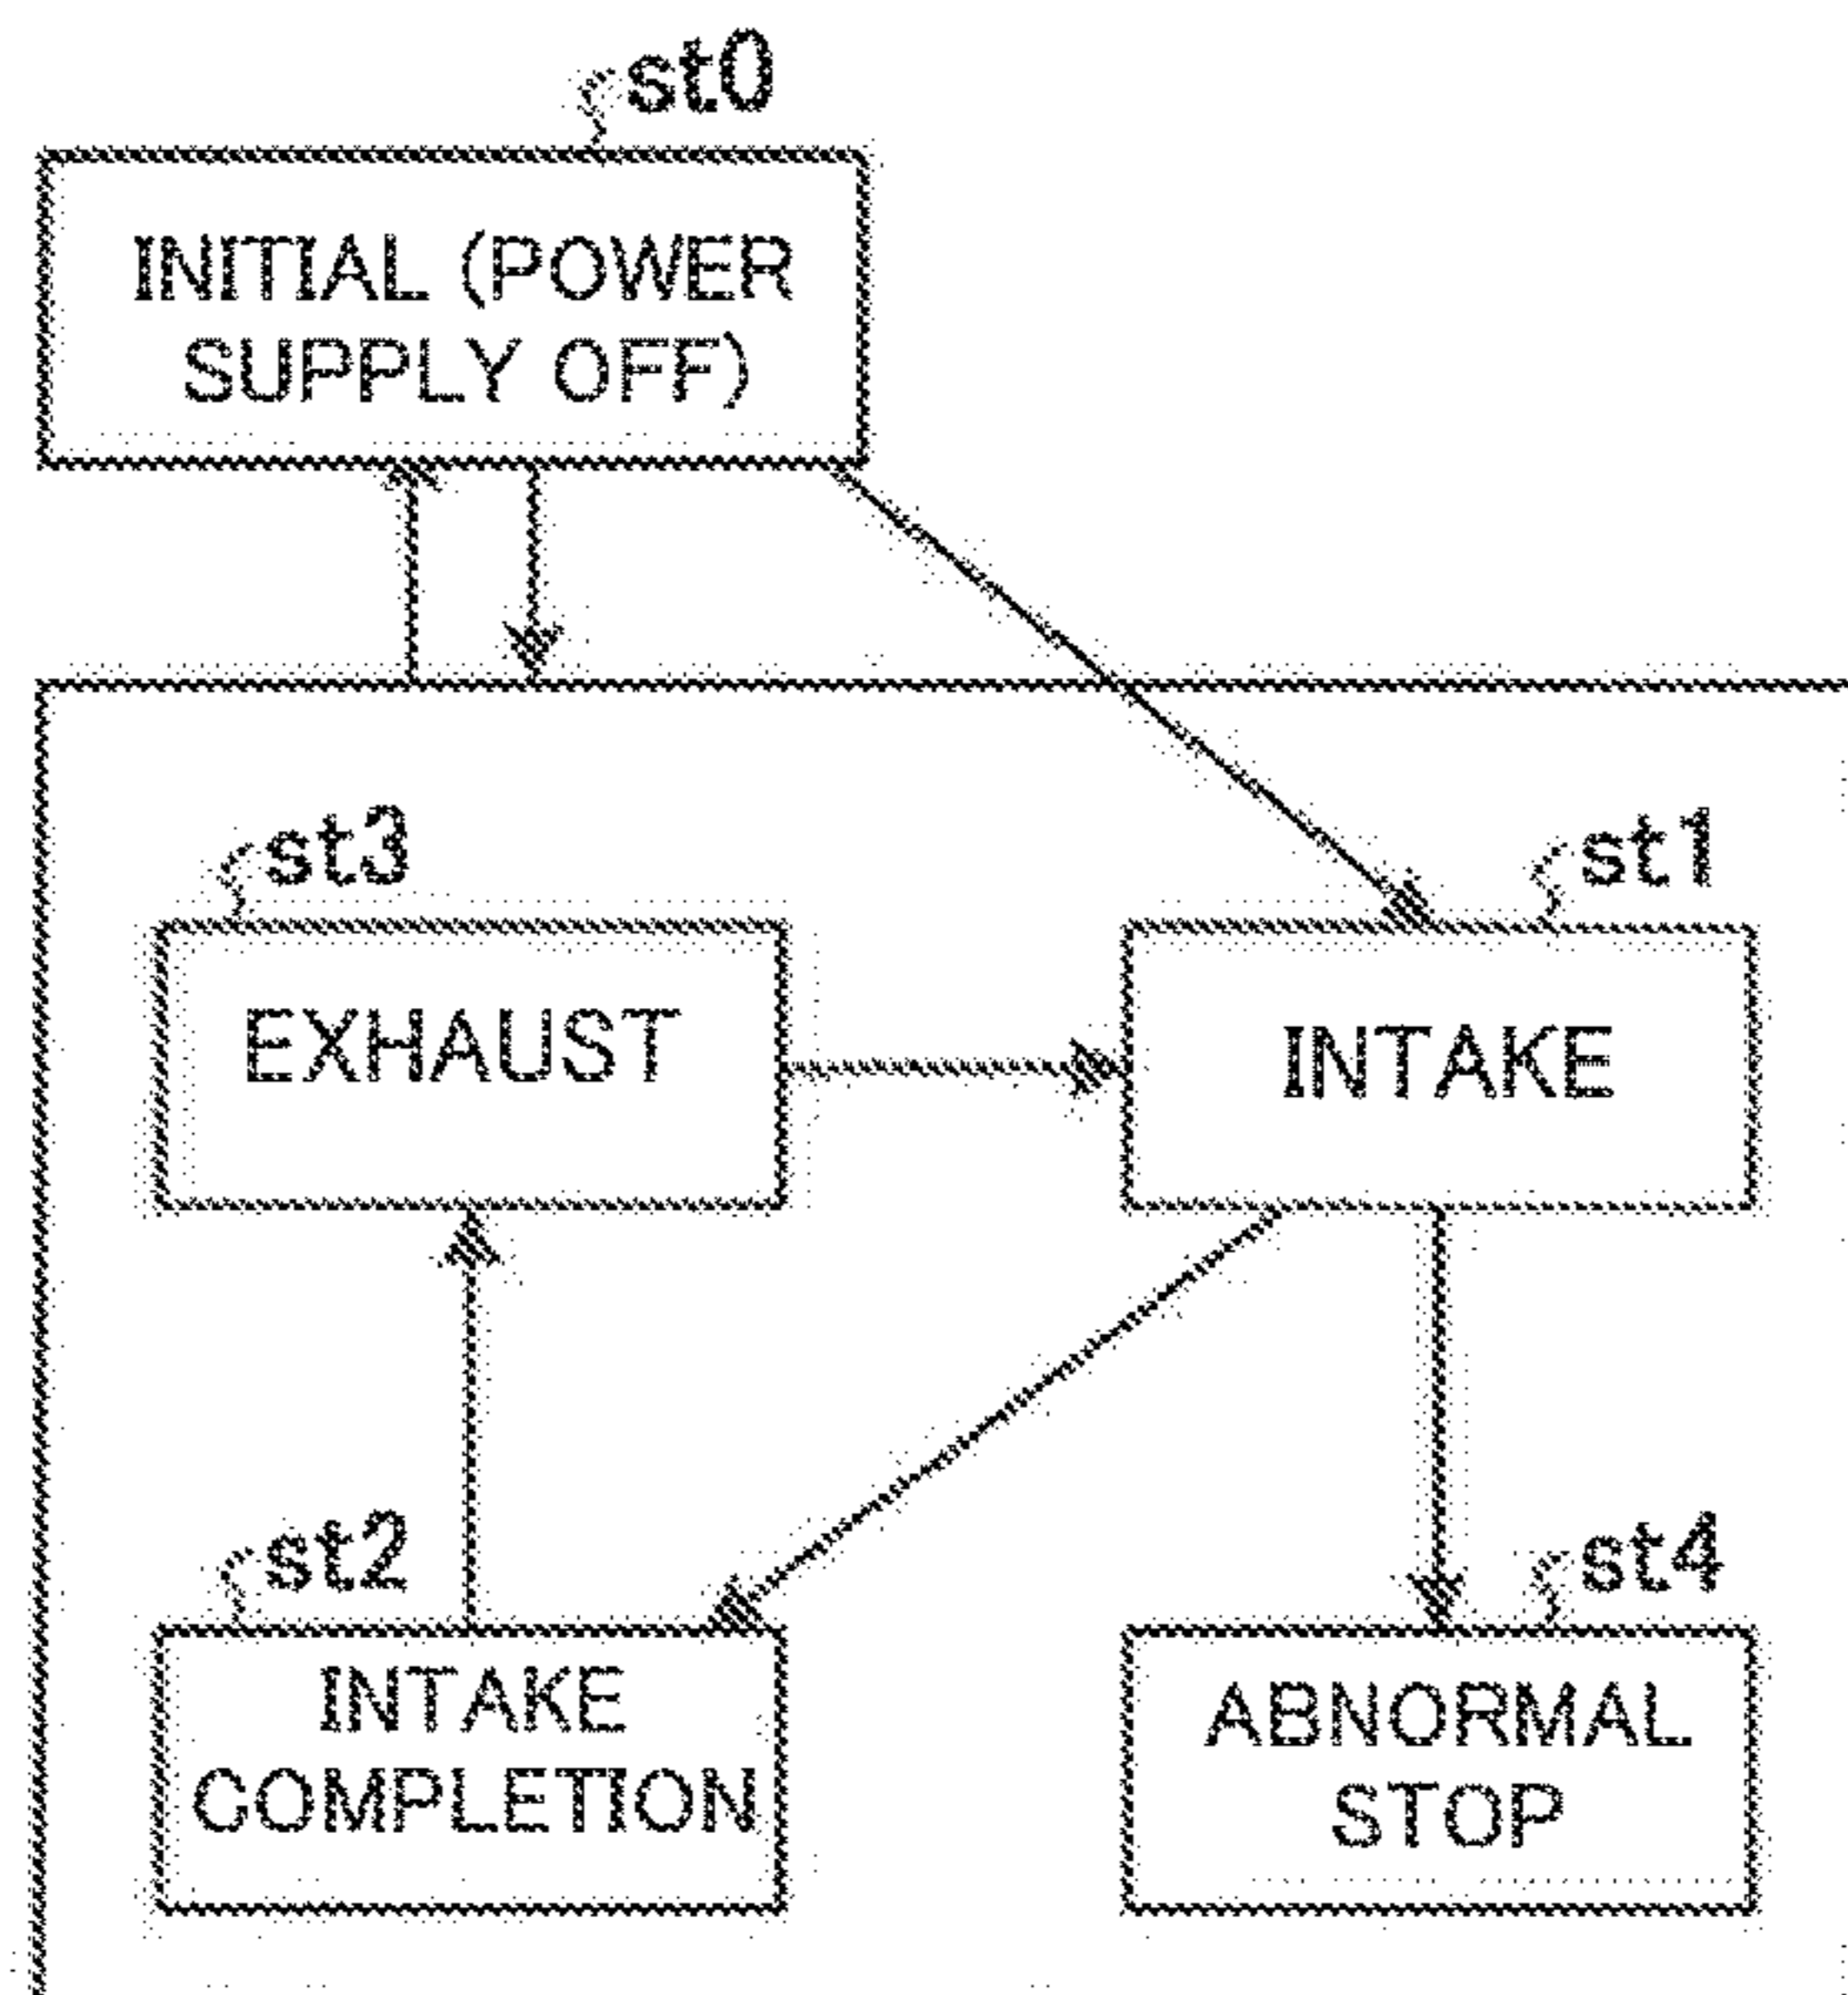 st0
INITIAL (POWER
SUPPLY OFF)
st3
st1
EXHAUST
INTAKE
st2
st4
INTAKE
COMPLETION
ABNORMAL
STOP